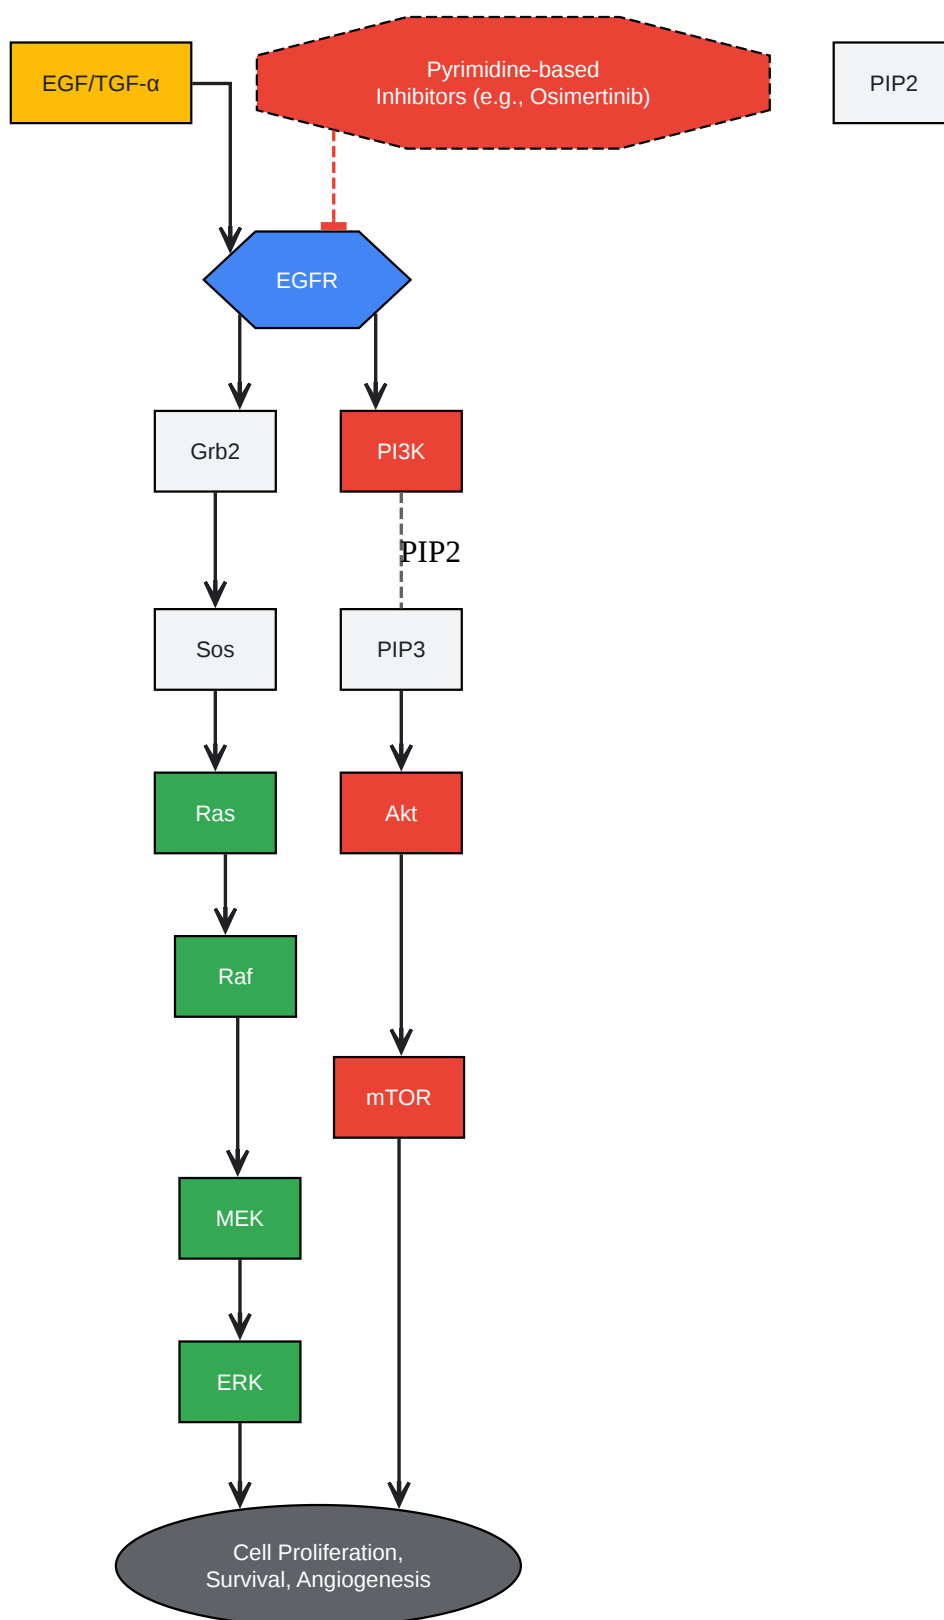 EGF/TGF-α
Pyrimidine-based
Inhibitors (e.g., Osimertinib)
PIP2
EGFR
Grb2
PI3K
PIP2
Sos
PIP3
Ras
Akt
Raf
mTOR
MEK
ERK
Cell Proliferation,
Survival, Angiogenesis